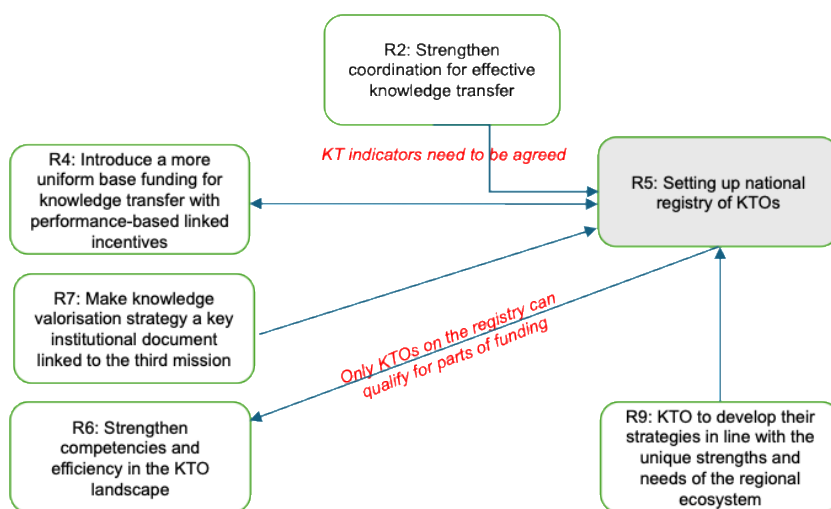 R2: Strengthen
coordination for effective
knowledge transfer
KT indicators need to be agreed
R4: Introduce a more
uniform base funding for
knowledge transfer with
performance-based linked
incentives
R5: Setting up national
registry of KTOs
R7: Make knowledge
valorisation strategy a key
institutional document
linked to the third mission
Only KTOs on the registry can
qualify for parts of funding
R6: Strengthen
competencies and
efficiency in the KTO
landscape
R9: KTO to develop their
strategies in line with the
unique strengths and
needs of the regional
ecosystem